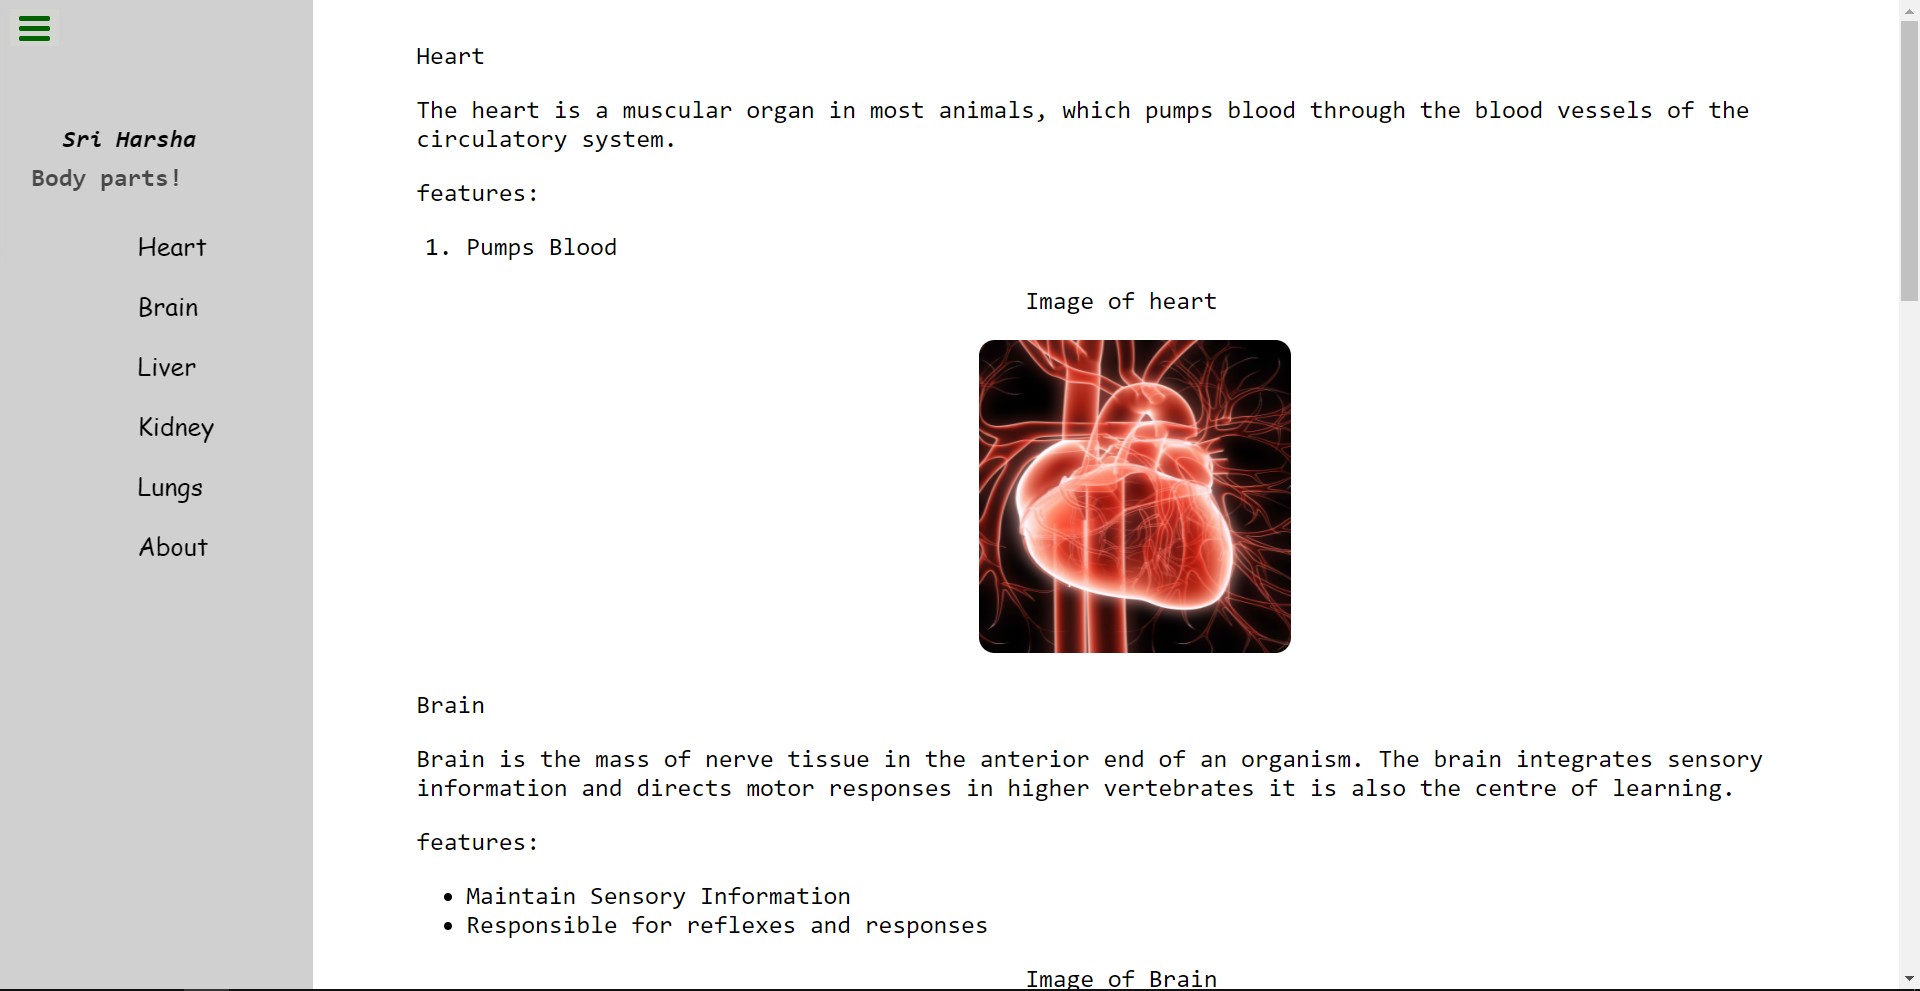 Sri Harsha
Body parts!
Heart
Brain
Liver
Kidney
Lungs
About
Heart
The heart is a muscular organ in most animals, which pumps blood through the blood vessels of the
circulatory system.
features:
1. Pumps Blood
Image of heart
Brain
Brain is the mass of nerve tissue in the anterior end of an organism. The brain integrates sensory
information and directs motor responses in higher vertebrates it is also the centre of learning.
features:
• Maintain Sensory Information
• Responsible for reflexes and responses
Image of Brain